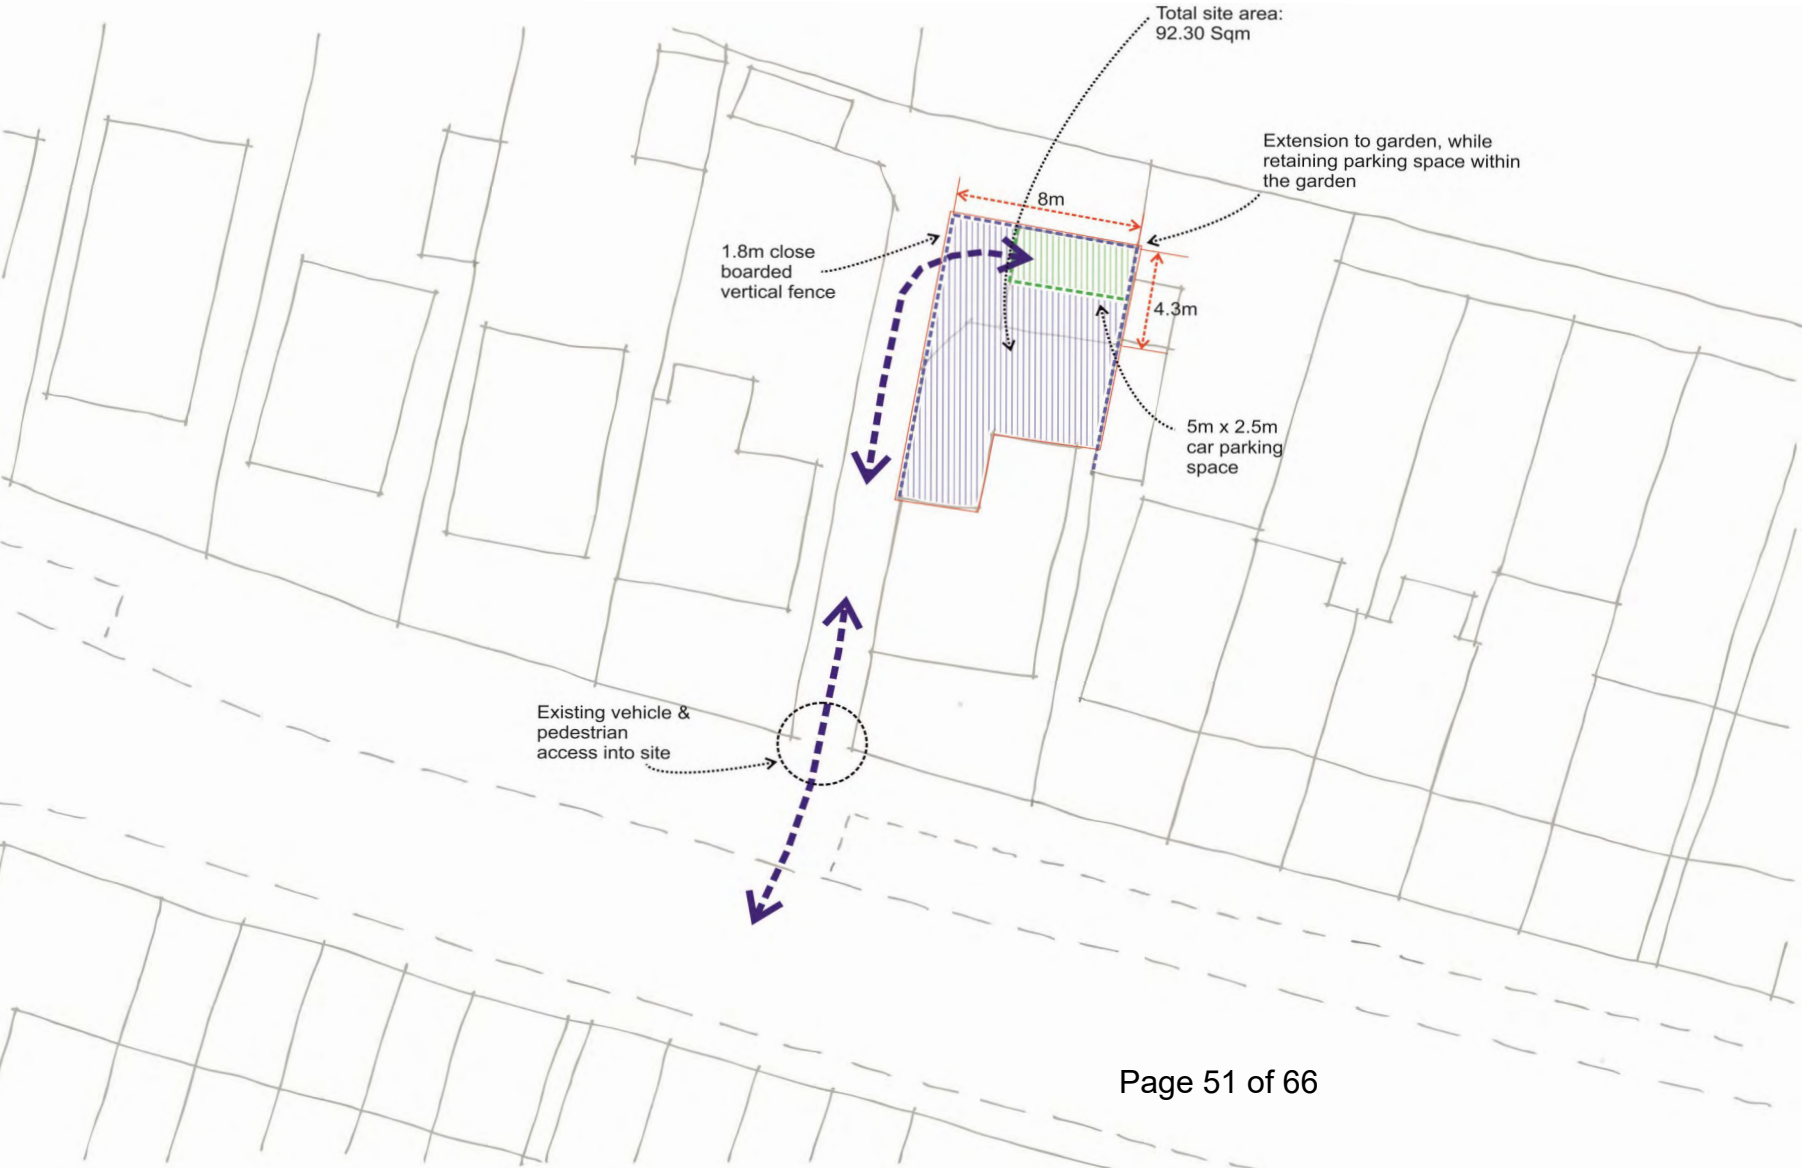 Total site area:
92.30 Sqm
Extension to garden, while
retaining parking space within
the garden
8m
1.8m close
boarded
vertical fence
4.3m
5m x 2.5m
car parking
space
Existing vehicle &
pedestrian
access into site
Page 51 of 66